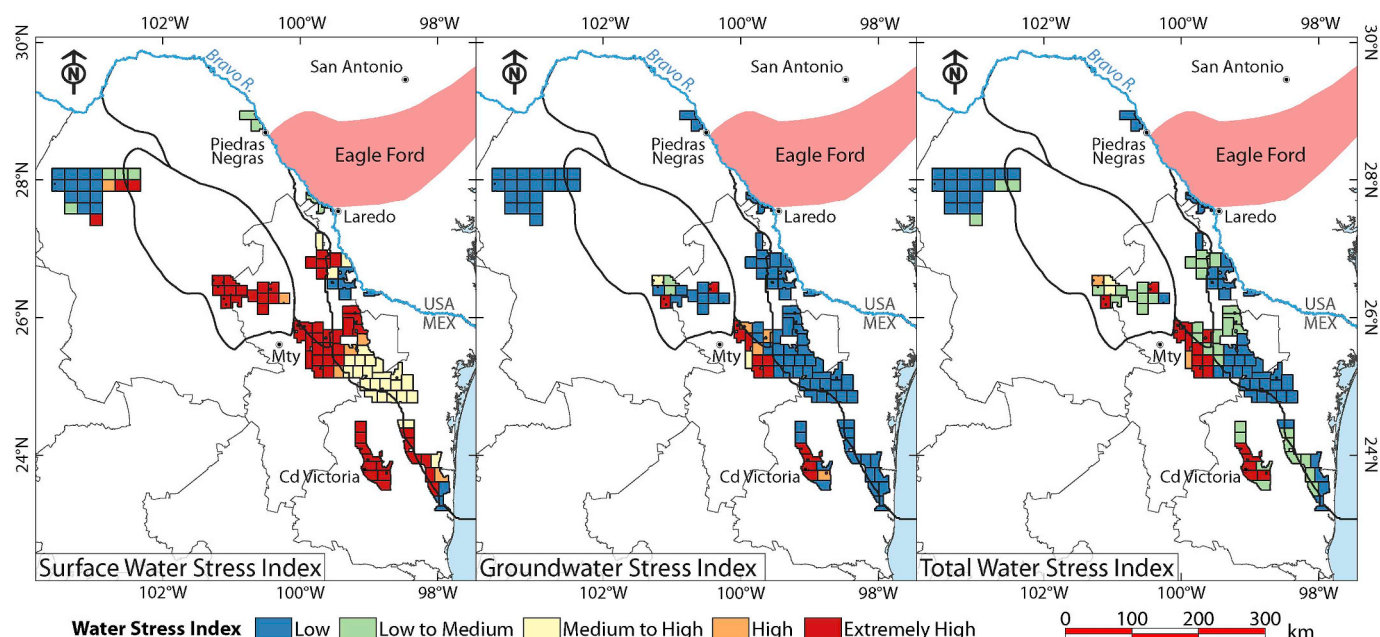 102°W 100°W 98°W 102°W 100°W 98°W 102°W 100°W 98°W
30°N 30°N
N Bravo R. San Antonio
N Bravo R. San Antonio
N Bravo R. San Antonio
Piedras
Negras
Eagle Ford
Piedras
Negras
Eagle Ford
Piedras
Negras
Eagle Ford
28°N 28°N
Laredo Laredo Laredo
USA
MEX
USA
MEX
USA
MEX
26°N 26°N
Mty Mty Mty
24°N 24°N
Cd Victoria Cd Victoria Cd Victoria
Surface Water Stress Index Groundwater Stress Index Total Water Stress Index
102°W 100°W 98°W 102°W 100°W 98°W 102°W 100°W 98°W
Water Stress Index Low Low to Medium Medium to High High Extremely High
0 100 200 300
km